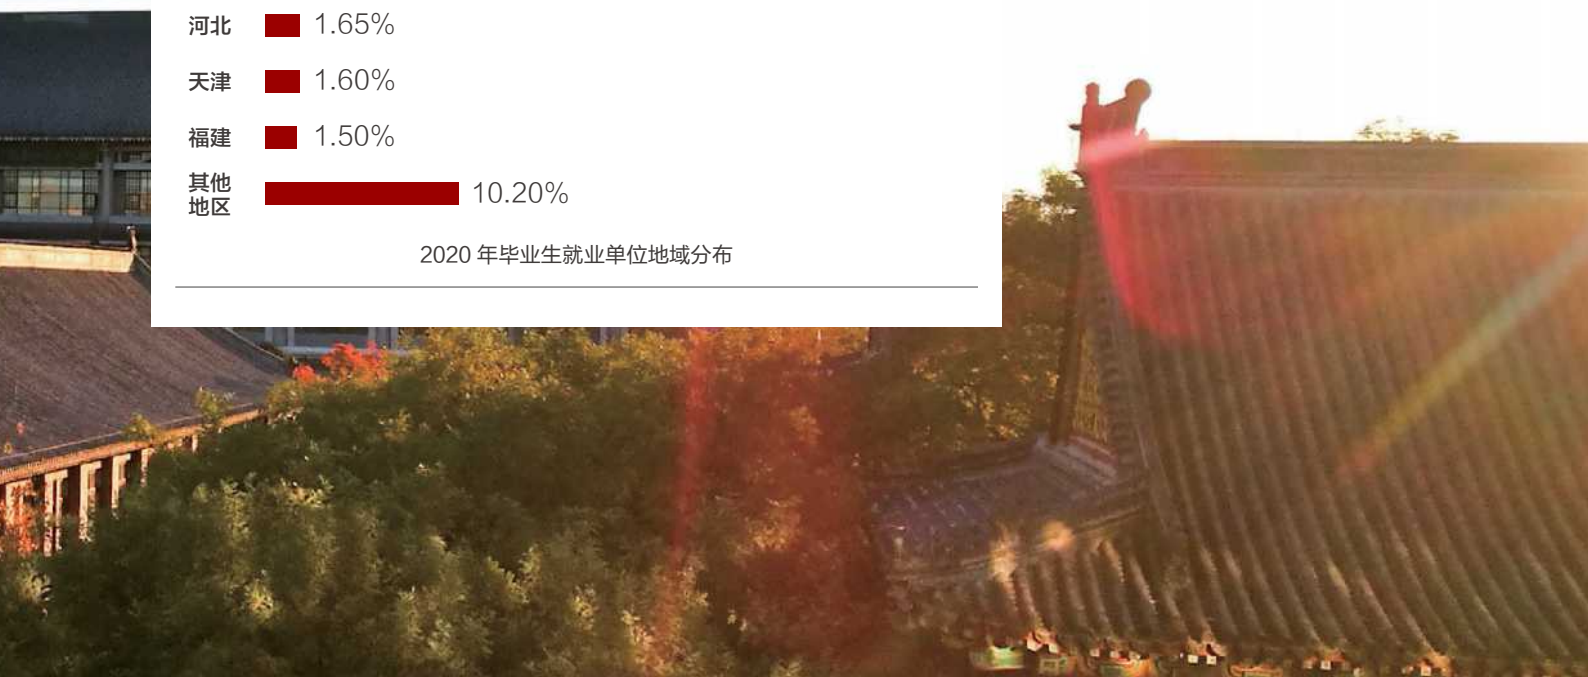 河北 1.65%
天津 1.60%
福建 1.50%
其他
地区 10.20%
2020 年毕业生就业单位地域分布